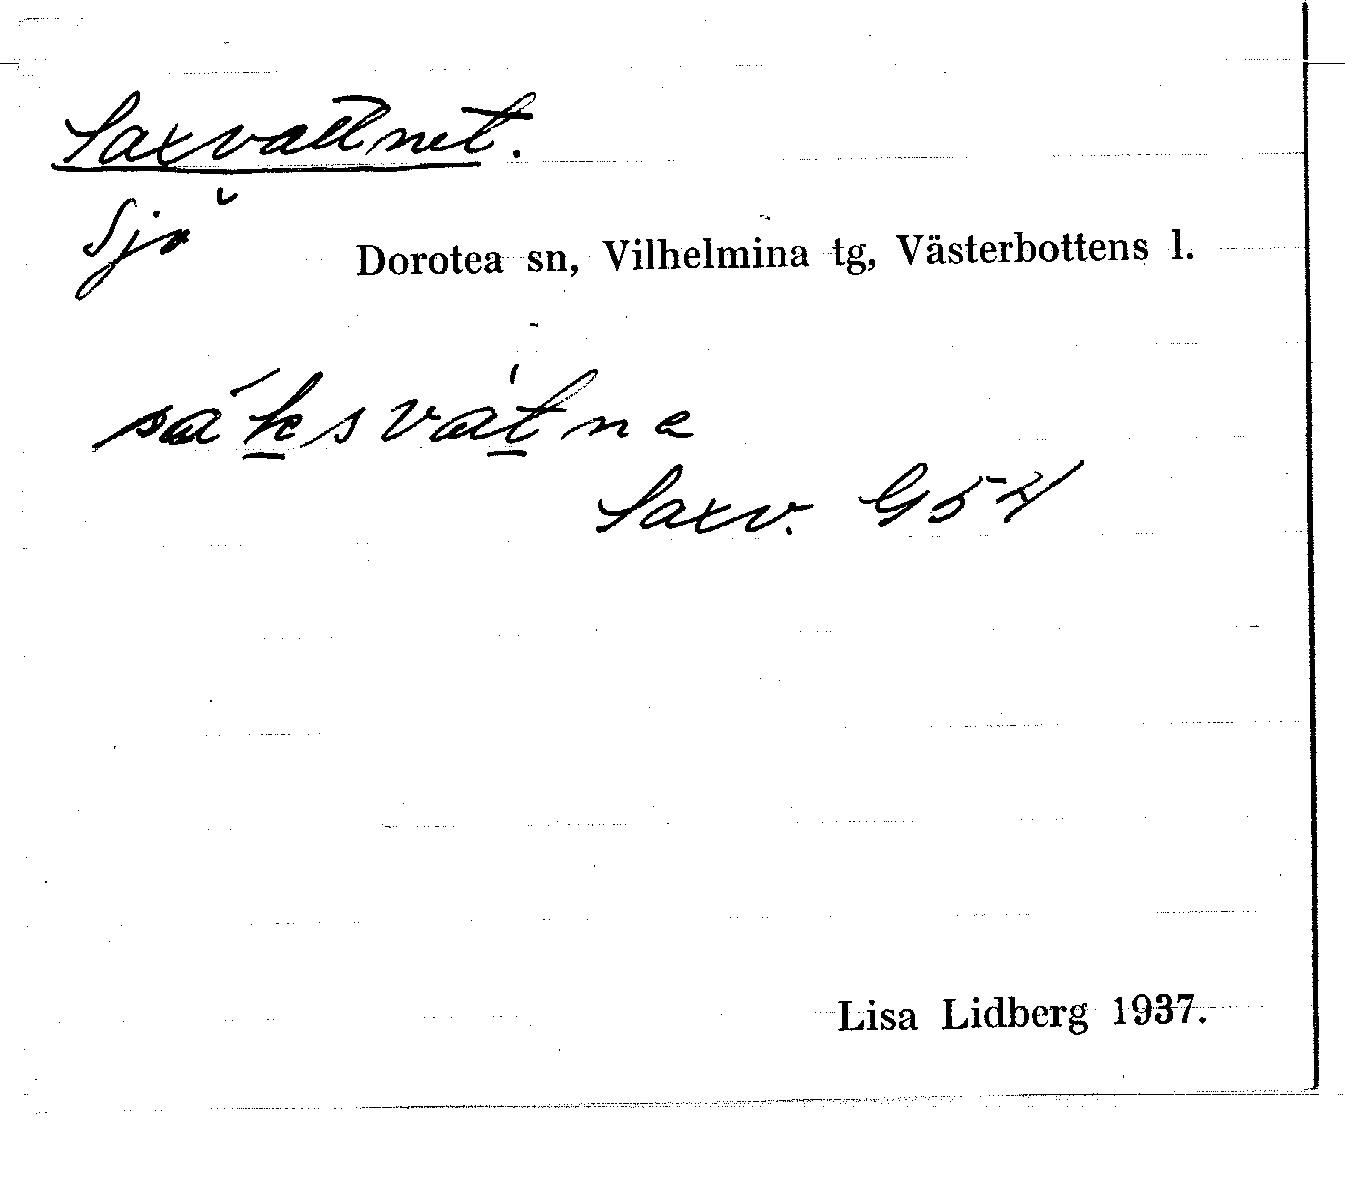 Saxvattnet.
Sjö
Dorotea sn, Vilhelmina tg, Västerbottens l.
sáksvátne
Saxv. G54
Lisa Lidberg 1937.